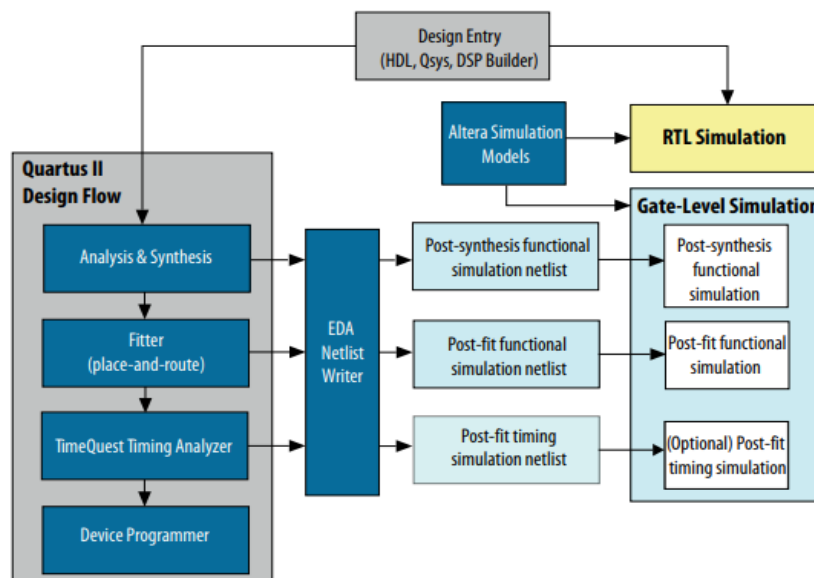 Design Entry
(HDL, Qsys, DSP Builder)
Altera Simulation
Models
RTL Simulation
Quartus II
Design Flow
Gate-Level Simulation
Analysis & Synthesis
Post-synthesis functional
simulation netlist
Post-synthesis
functional
simulation
Fitter
(place-and-route)
EDA
Netlist
Writer
Post-fit functional
simulation netlist
Post-fit functional
simulation
TimeQuest Timing Analyzer
Post-fit timing
simulation netlist
(Optional) Post-fit
timing simulation
Device Programmer